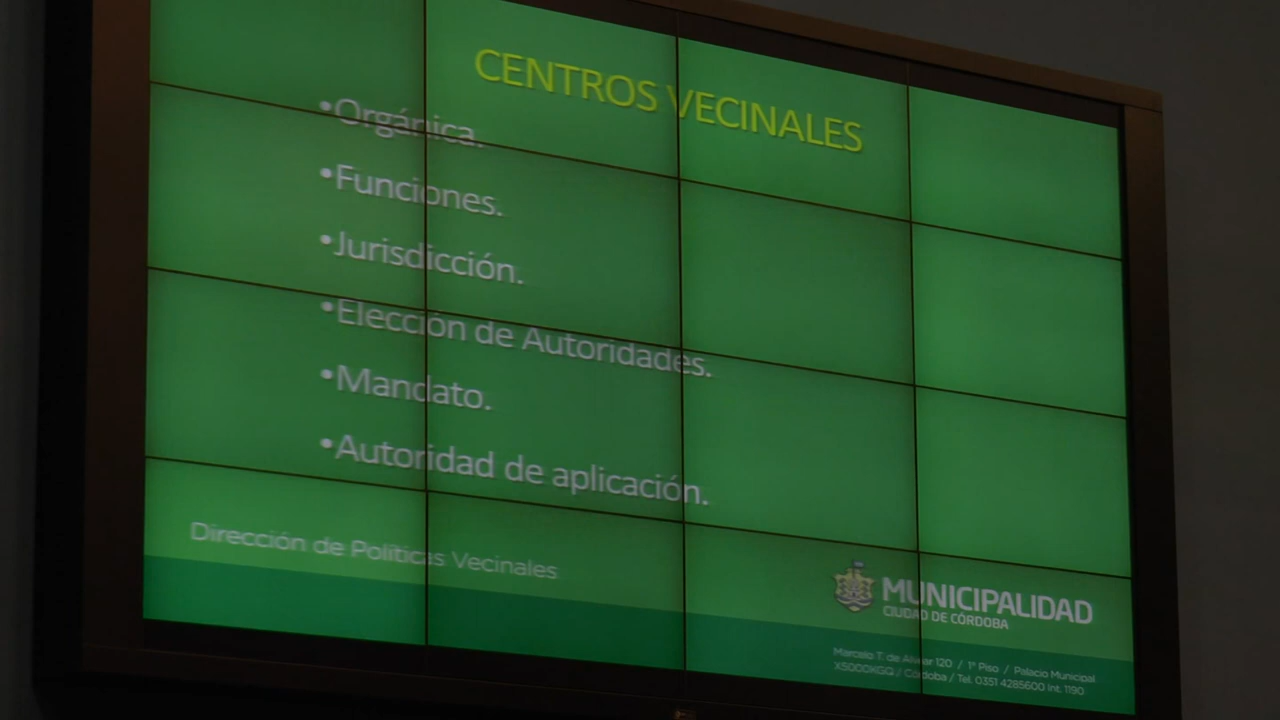 CENTROS VECINALES
•Orgánica.
•Funciones.
•Jurisdicción.
•Elección de Autoridades.
•Mandato.
•Autoridad de aplicación.
Dirección de Políticas Vecinales
MUNICIPALIDAD
CIUDAD DE CÓRDOBA
Marcelo T. de Alvear 120 / 1º Piso / Palacio Municipal
X5000KGQ / Córdoba / Tel. 0351 4285600 Int. 1190